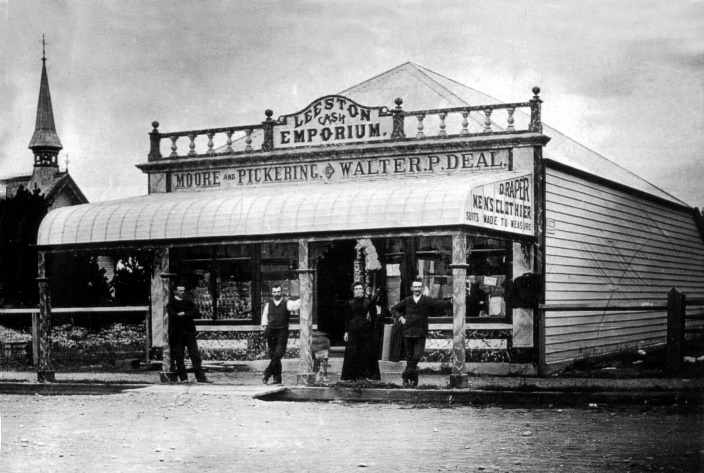 LEESTON
CASH
EMPORIUM.
MOORE AND PICKERING. WALTER.P.DEAL.
DRAPER
MEN'S CLOTHIER
SUITS MADE TO MEASURE